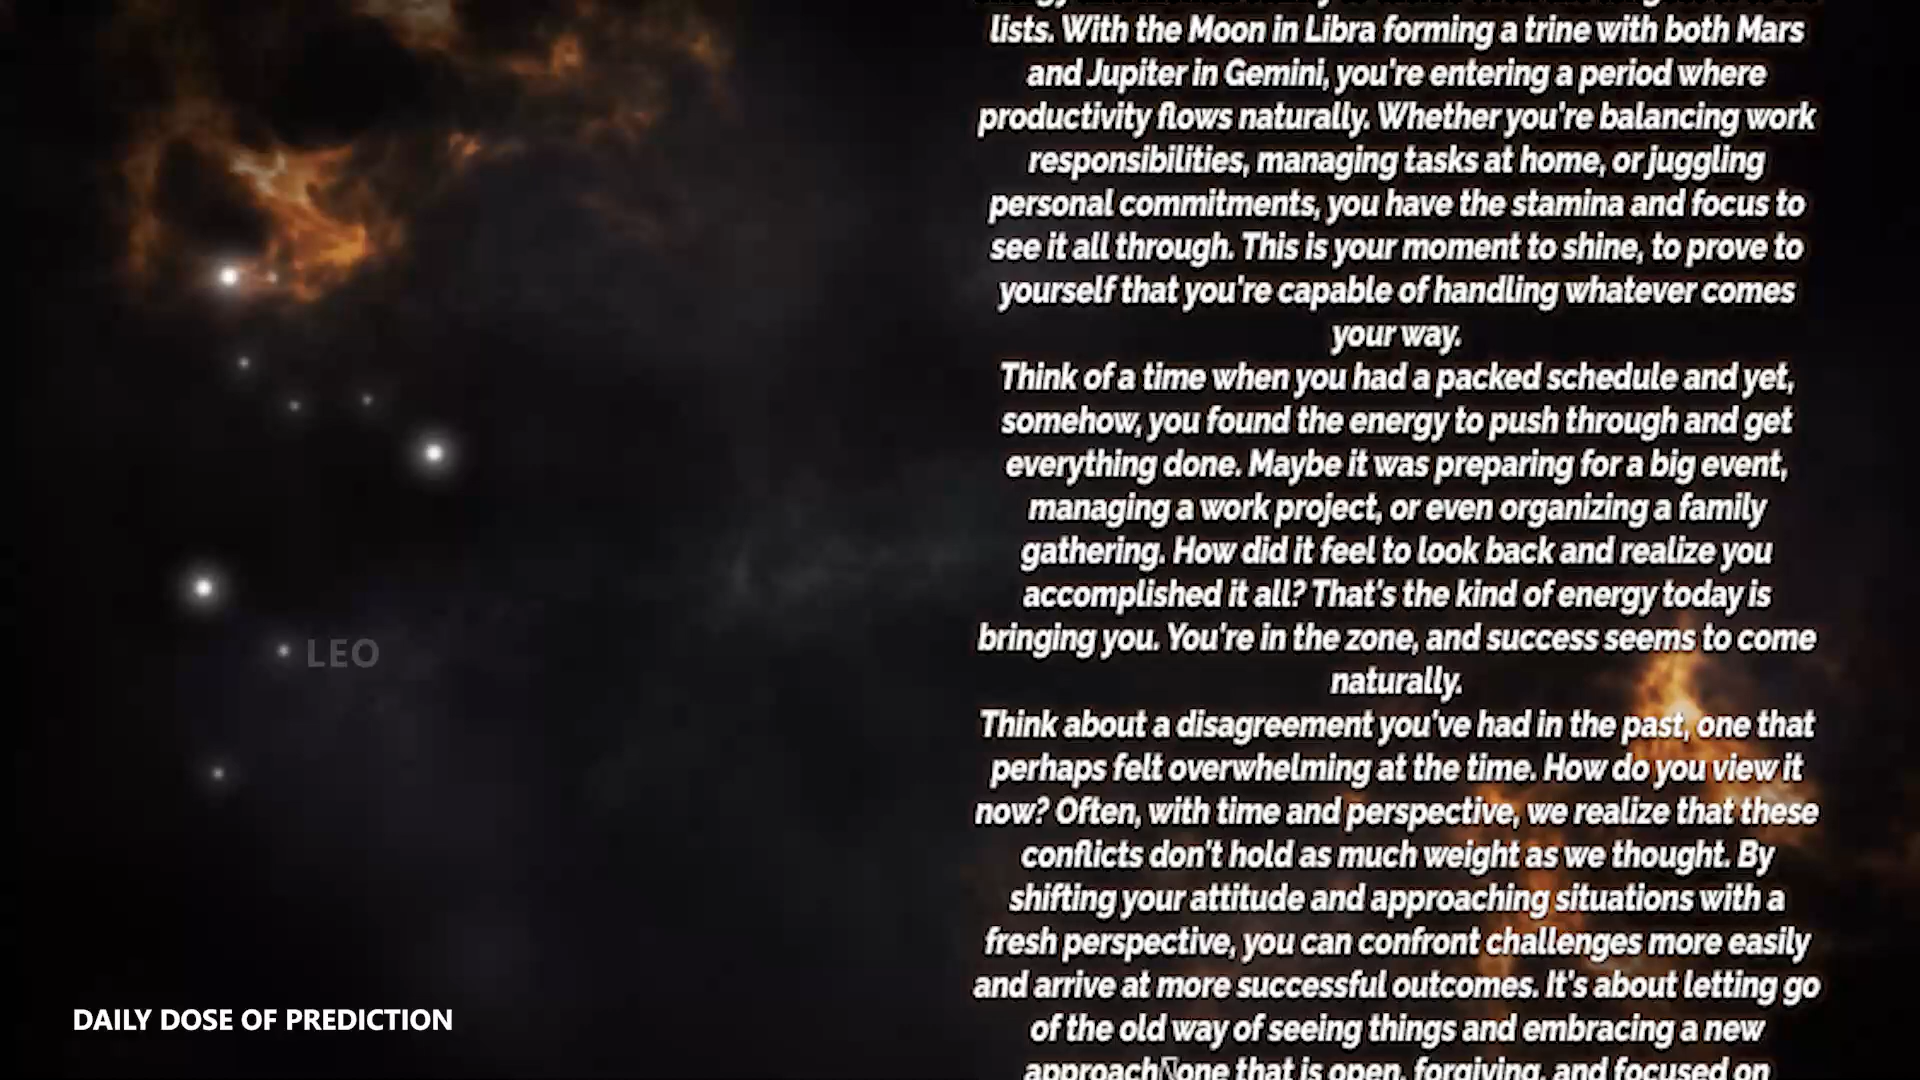 lists. With the Moon in Libra forming a trine with both Mars
and Jupiter in Gemini, you're entering a period where
productivity flows naturally. Whether you're balancing work
responsibilities, managing tasks at home, or juggling
personal commitments, you have the stamina and focus to
see it all through. This is your moment to shine, to prove to
yourself that you're capable of handling whatever comes
your way.
Think of a time when you had a packed schedule and yet,
somehow, you found the energy to push through and get
everything done. Maybe it was preparing for a big event,
managing a work project, or even organizing a family
gathering. How did it feel to look back and realize you
accomplished it all? That's the kind of energy today is
bringing you. You're in the zone, and success seems to come
naturally.
Think about a disagreement you've had in the past, one that
perhaps felt overwhelming at the time. How do you view it
now? Often, with time and perspective, we realize that these
conflicts don't hold as much weight as we thought. By
shifting your attitude and approaching situations with a
fresh perspective, you can confront challenges more easily
and arrive at more successful outcomes. It's about letting go
of the old way of seeing things and embracing a new
approach one that is open, forgiving, and focused on
LEO
DAILY DOSE OF PREDICTION